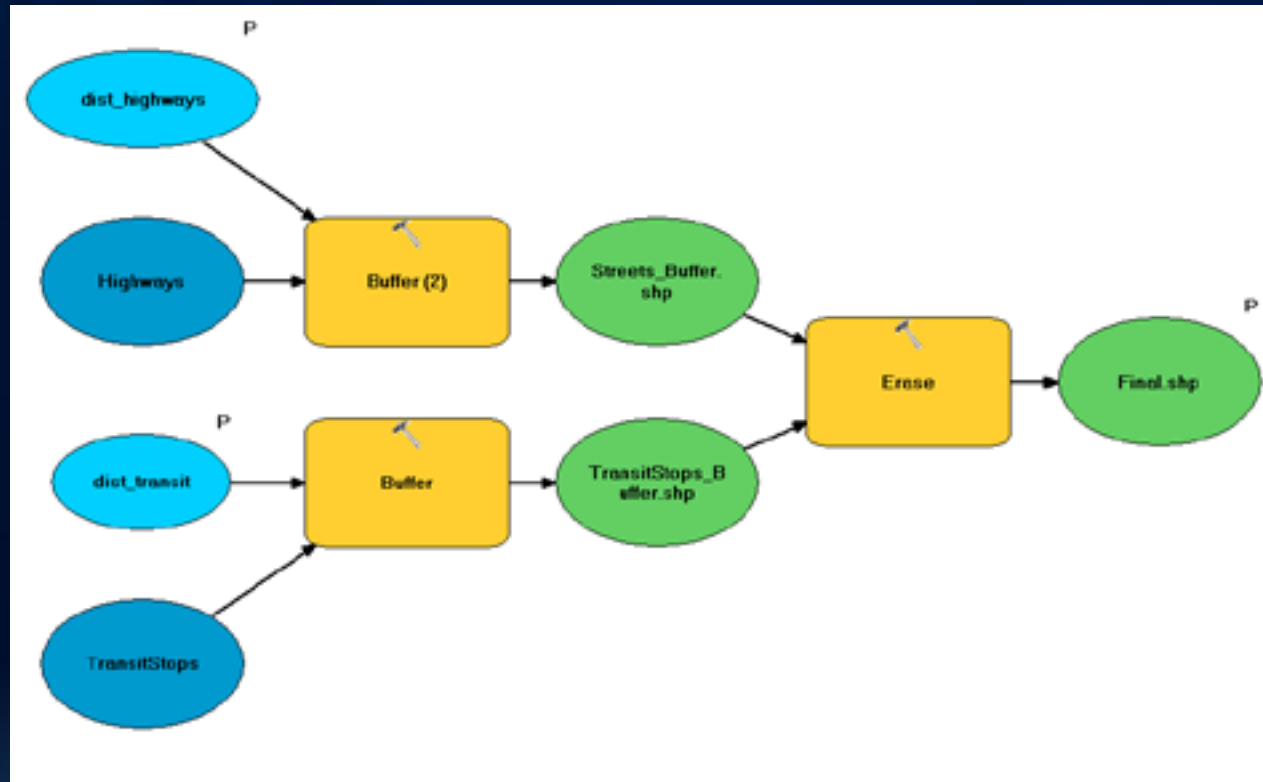 P
dist_highways
Highways
Buffer (2)
Streets_Buffer.
shp
P
Erase
Final.shp
P
dist_transit
Buffer
TransitStops_B
uffer.shp
TransitStops